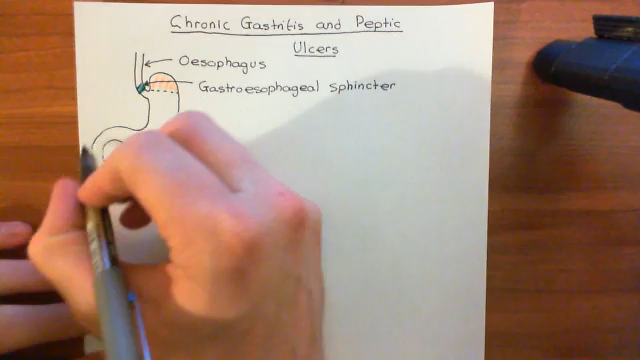 Chronic Gastritis and Peptic
Ulcers
Oesophagus
Gastroesophageal sphincter